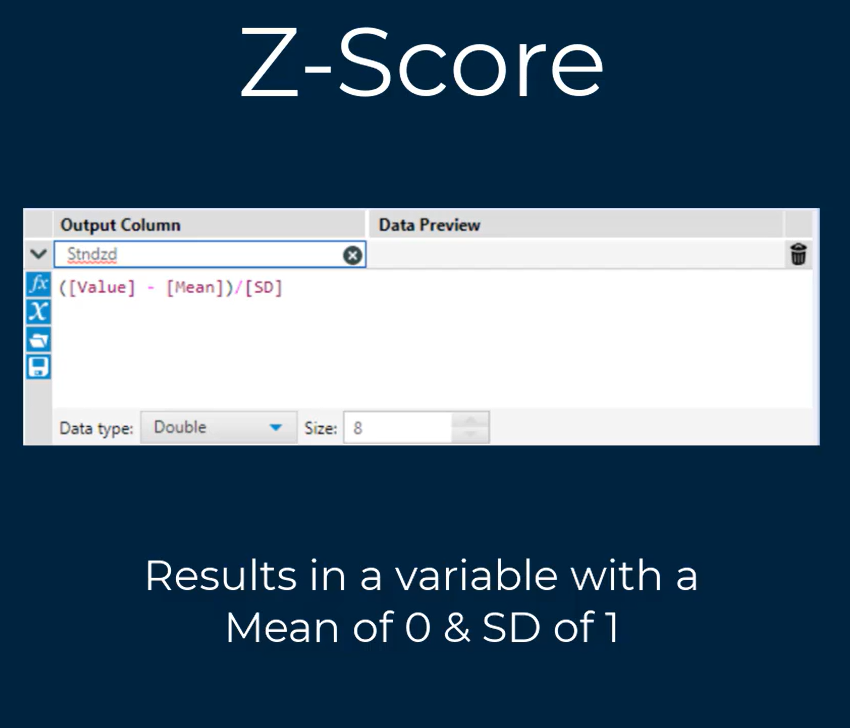 Z-Score
Output Column Data Preview
Stndzd
fx ([Value] - [Mean])/[SD]
X
Data type: Double Size: 8
Results in a variable with a
Mean of 0 & SD of 1